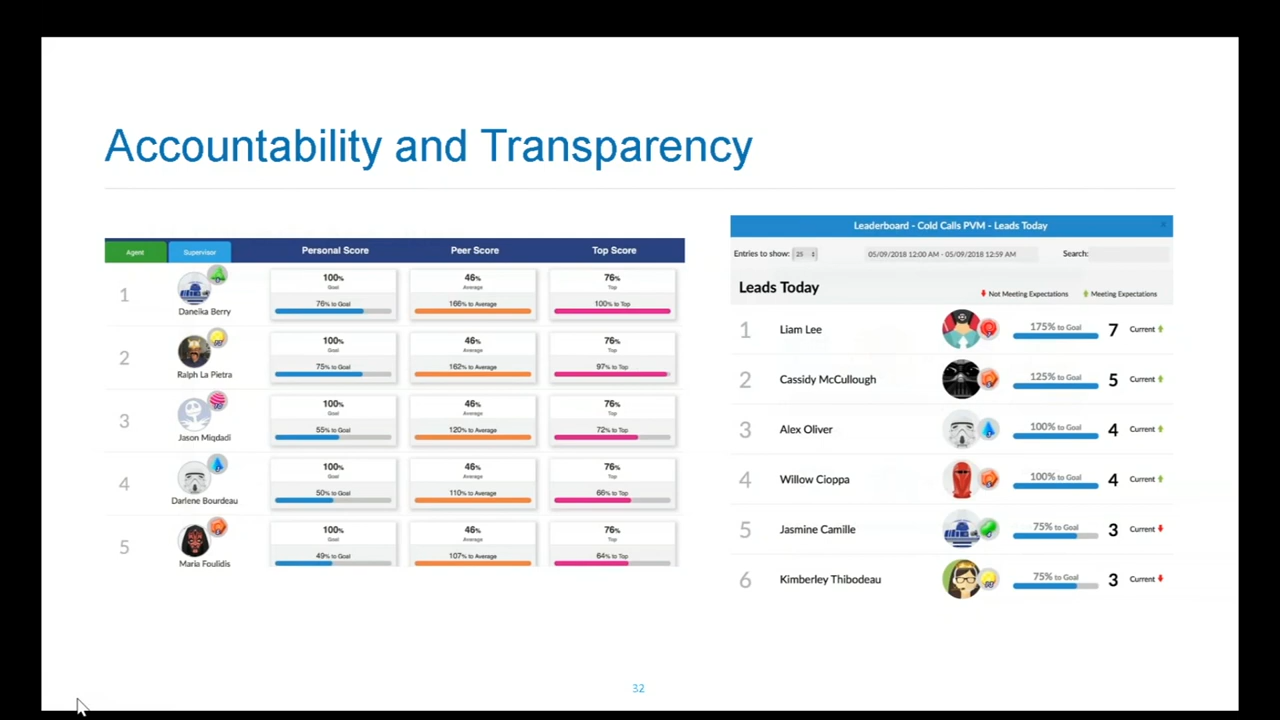 Accountability and Transparency
Agent Supervisor Personal Score Peer Score Top Score
1
Daneika Berry
100%
Goal
76% to Goal
46%
Average
166% to Average
76%
Top
100% to Top
2
Ralph La Pietra
100%
Goal
75% to Goal
46%
Average
162% to Average
76%
Top
97% to Top
3
Jason Miqdadi
100%
Goal
55% to Goal
46%
Average
120% to Average
76%
Top
72% to Top
4
Darlene Bourdeau
100%
Goal
50% to Goal
46%
Average
110% to Average
76%
Top
66% to Top
5
Maria Foulidis
100%
Goal
49% to Goal
46%
Average
107% to Average
76%
Top
64% to Top
Leaderboard - Cold Calls PVM - Leads Today
Entries to show: 25 05/09/2018 12:00 AM - 05/09/2018 12:59 AM Search:
Leads Today
Not Meeting Expectations Meeting Expectations
1 Liam Lee 175% to Goal 7 Current
2 Cassidy McCullough 125% to Goal 5 Current
3 Alex Oliver 100% to Goal 4 Current
4 Willow Cioppa 100% to Goal 4 Current
5 Jasmine Camille 75% to Goal 3 Current
6 Kimberley Thibodeau 75% to Goal 3 Current
32